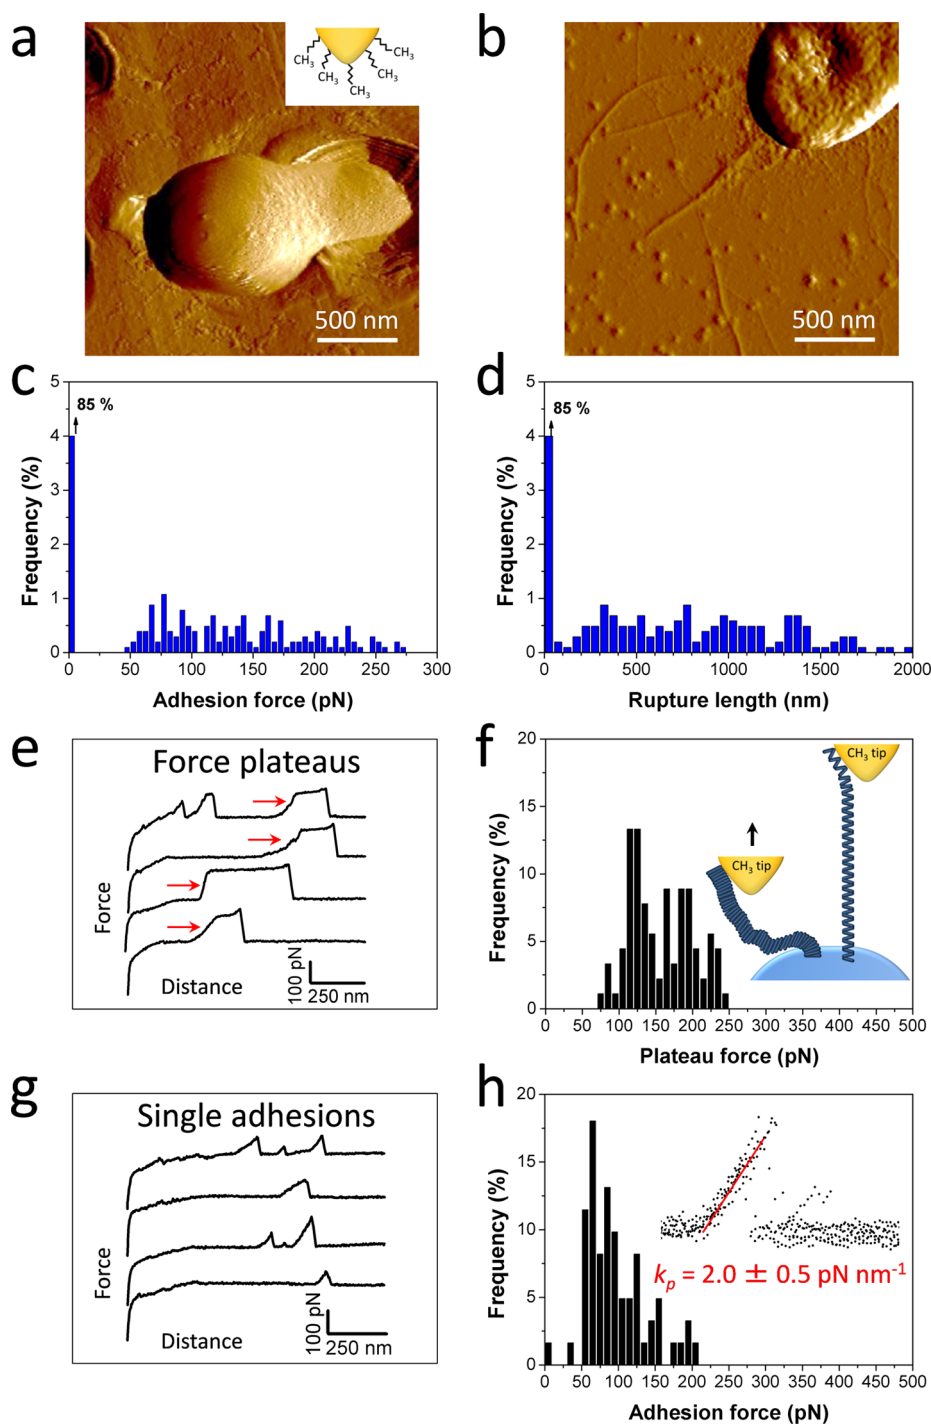 a
CH3
CH3
CH3
CH3
CH3
500 nm
b
500 nm
c
5
4
3
2
1
0
85 %
Frequency (%)
0
50
100
150
200
250
300
Adhesion force (pN)
d
5
4
3
2
1
0
85 %
Frequency (%)
0
500
1000
1500
2000
Rupture length (nm)
e
Force plateaus
Force
Distance
100 pN
250 nm
f
20
15
10
5
0
Frequency (%)
CH3 tip
CH3 tip
0
50
100
150
200
250
300
350
400
450
500
Plateau force (pN)
g
Single adhesions
Force
Distance
100 pN
250 nm
h
20
15
10
5
0
Frequency (%)
kp = 2.0 ± 0.5 pN nm-1
0
50
100
150
200
250
300
350
400
450
500
Adhesion force (pN)